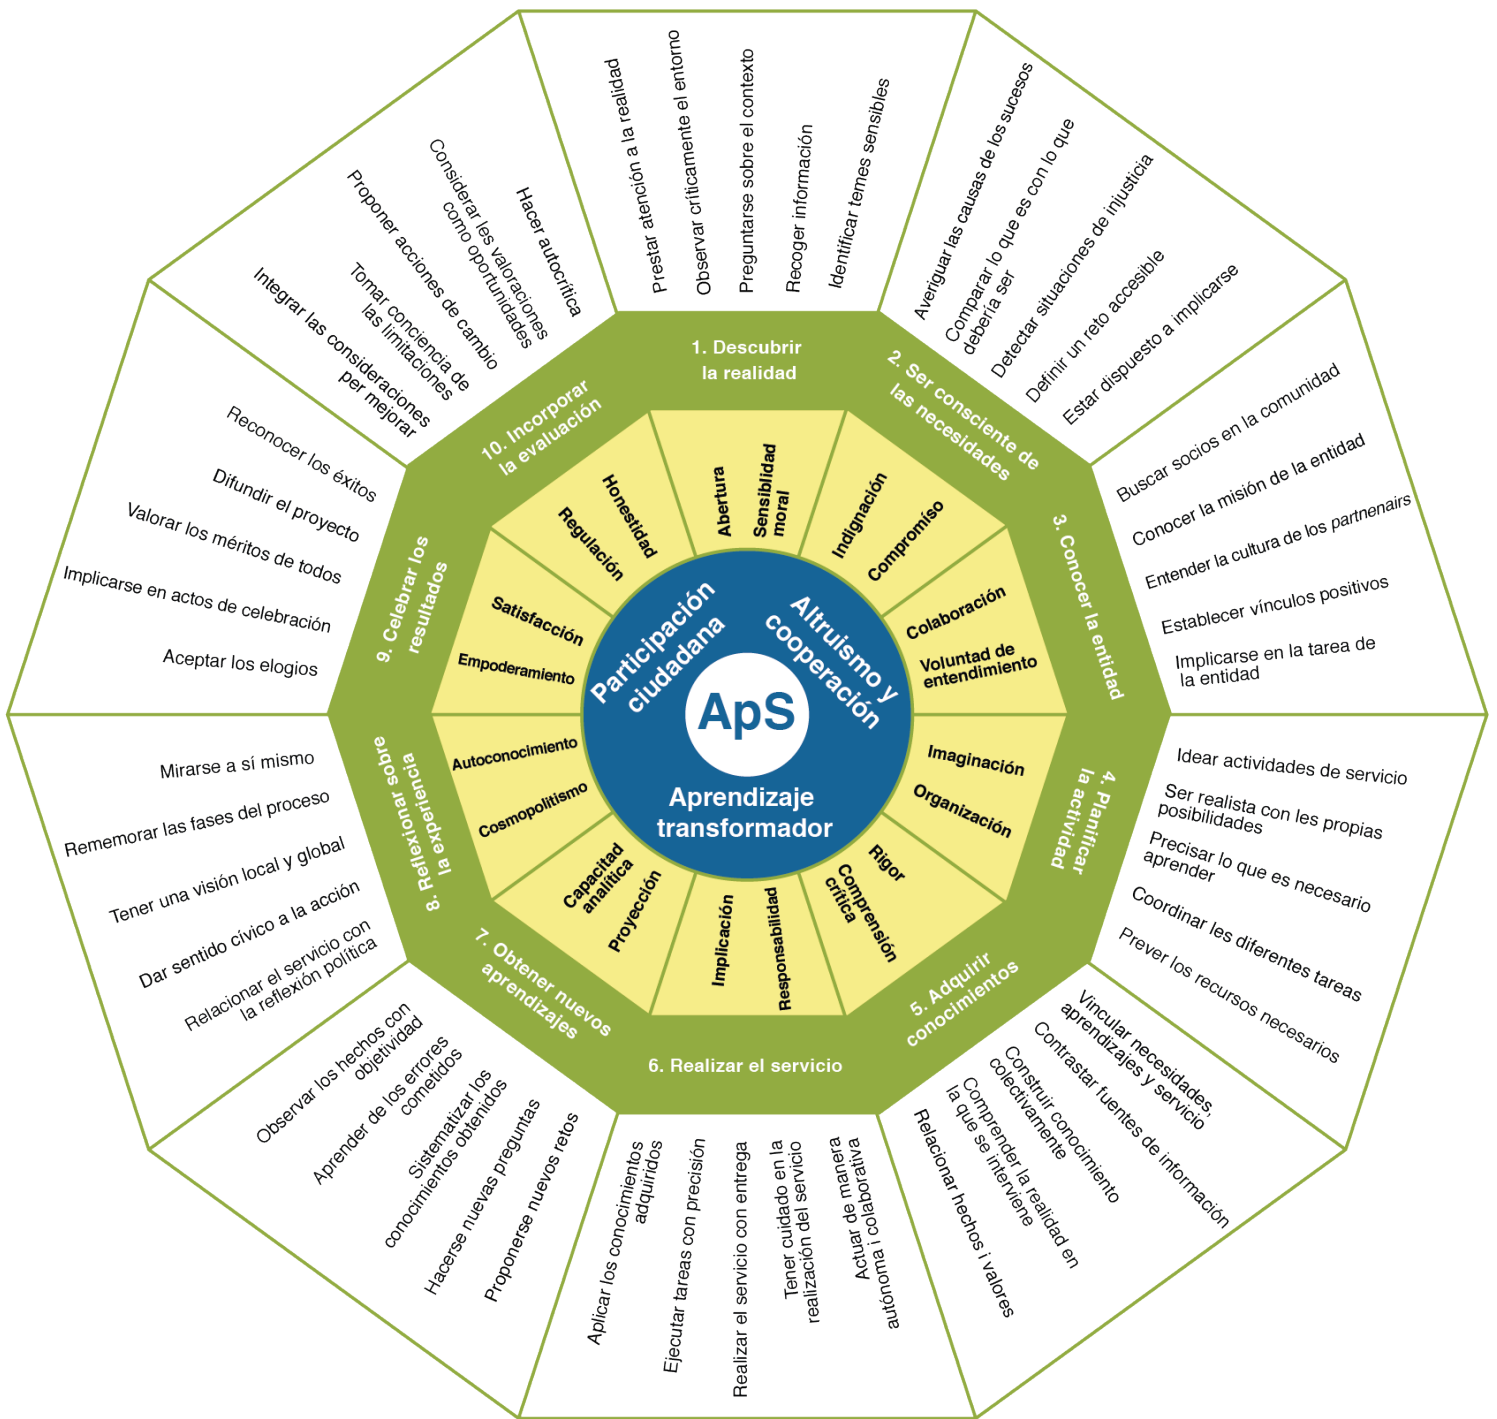 ApS
Participación
ciudadana
Altruismo y
cooperación
Aprendizaje
transformador
1. Descubrir
la realidad
Abertura
Sensiblidad
moral
Prestar atención a la realidad
Observar críticamente el entorno
Preguntarse sobre el contexto
Recoger información
Identificar temes sensibles
2. Ser consciente de
las necesidades
Indignación
Compromíso
Averiguar las causas de los sucesos
Comparar lo que es con lo que
debería ser
Detectar situaciones de injusticia
Definir un reto accesible
Estar dispuesto a implicarse
3. Conocer la entidad
Colaboración
Voluntad de
entendimiento
Buscar socios en la comunidad
Conocer la misión de la entidad
Entender la cultura de los partnenairs
Establecer vínculos positivos
Implicarse en la tarea de
la entidad
4. Planificar
la actividad
Imaginación
Organización
Idear actividades de servicio
Ser realista con les propias
posibilidades
Precisar lo que es necesario
aprender
Coordinar les diferentes tareas
Prever los recursos necesarios
5. Adquirir
conocimientos
Rigor
Comprensión
crítica
Vincular necesidades,
aprendizajes y servicio
Contrastar fuentes de información
Construir conocimiento
colectivamente
Comprender la realidad en
la que se interviene
Relacionar hechos i valores
6. Realizar el servicio
Implicación
Responsabilidad
Aplicar los conocimientos
adquiridos
Ejecutar tareas con precisión
Realizar el servicio con entrega
Tener cuidado en la
realización del servicio
Actuar de manera
autónoma i colaborativa
7. Obtener nuevos
aprendizajes
Capacitad
analítica
Proyección
Observar los hechos con
objetividad
Aprender de los errores
cometidos
Sistematizar los
conocimientos obtenidos
Hacerse nuevas preguntas
Proponerse nuevos retos
8. Reflexionar sobre
la experiencia
Autoconocimiento
Cosmopolitismo
Mirarse a sí mismo
Rememorar las fases del proceso
Tener una visión local y global
Dar sentido cívico a la acción
Relacionar el servicio con
la reflexión política
9. Celebrar los
resultados
Satisfacción
Empoderamiento
Reconocer los éxitos
Difundir el proyecto
Valorar los méritos de todos
Implicarse en actos de celebración
Aceptar los elogios
10. Incorporar
la evaluación
Honestidad
Regulación
Hacer autocrítica
Considerar les valoraciones
como oportunidades
Proponer acciones de cambio
Tomar conciencia de
las limitaciones
Integrar las consideraciones
per mejorar